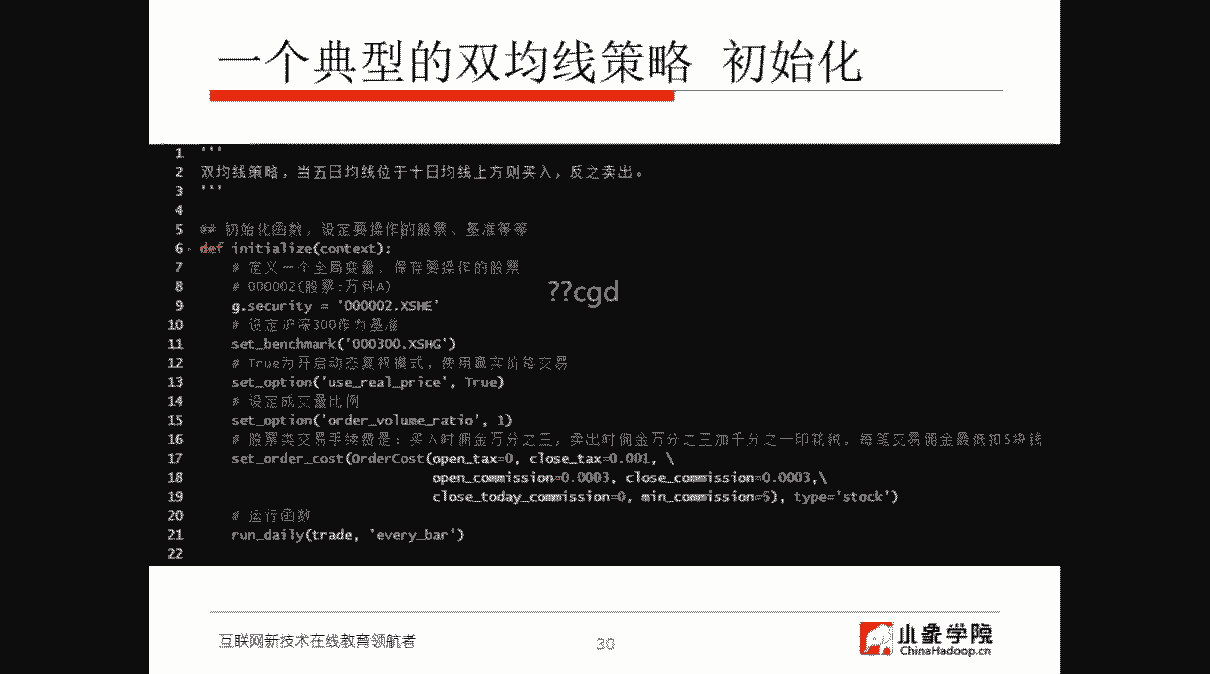 一个典型的双均线策略 初始化
1 '''
2 双均线策略，当五日均线位于十日均线上方则买入，反之卖出。
3 '''
4
5 ## 初始化函数，设定要操作的股票、基准等等
6 def initialize(context):
7 # 定义一个全局变量，保存要操作的股票
8 # 000002(股票:万科A)
9 g.security = '000002.XSHE'
10 # 设定沪深300作为基准
11 set_benchmark('000300.XSHG')
12 # True为开启动态复权模式，使用真实价格交易
13 set_option('use_real_price', True)
14 # 设定成交量比例
15 set_option('order_volume_ratio', 1)
16 # 股票类交易手续费是：买入时佣金万分之三，卖出时佣金万分之三加千分之一印花税，每笔交易佣金最低扣5块钱
17 set_order_cost(OrderCost(open_tax=0, close_tax=0.001, \
18 open_commission=0.0003, close_commission=0.0003,\
19 close_today_commission=0, min_commission=5), type='stock')
20 # 运行函数
21 run_daily(trade, 'every_bar')
22
??cgd
互联网新技术在线教育领航者
30
小象学院
ChinaHadoop.cn